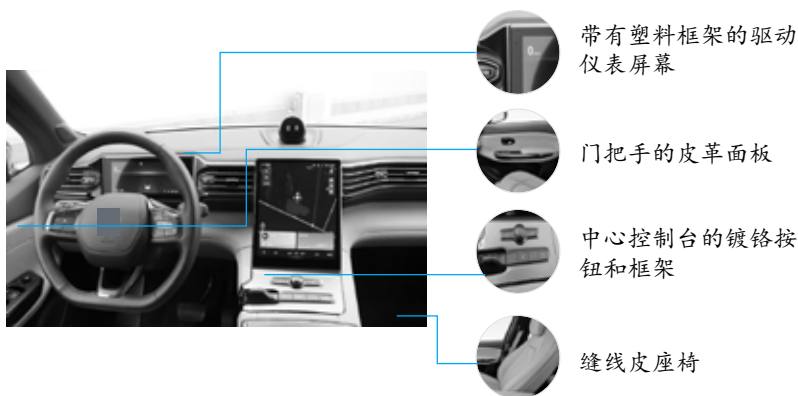 带有塑料框架的驱动
仪表屏幕
门把手的皮革面板
中心控制台的镀铬按
钮和框架
缝线皮座椅